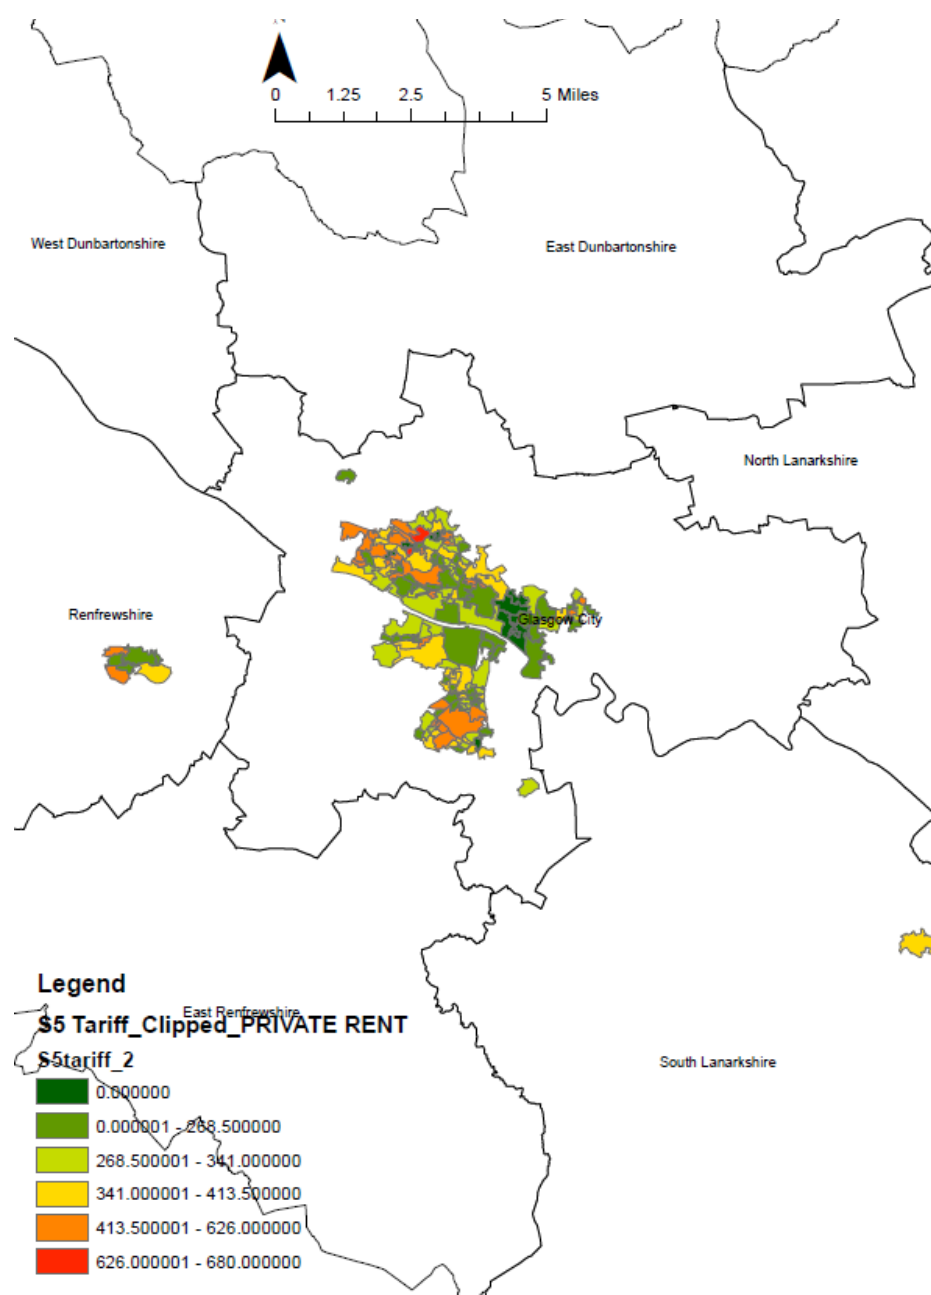 0 1.25 2.5 5 Miles
West Dunbartonshire
East Dunbartonshire
North Lanarkshire
Renfrewshire
Glasgow City
Legend
East Renfrewshire
S5 Tariff_Clipped_PRIVATE RENT
S5tariff_2
South Lanarkshire
0.000000
0.000001 - 268.500000
268.500001 - 341.000000
341.000001 - 413.500000
413.500001 - 626.000000
626.000001 - 680.000000